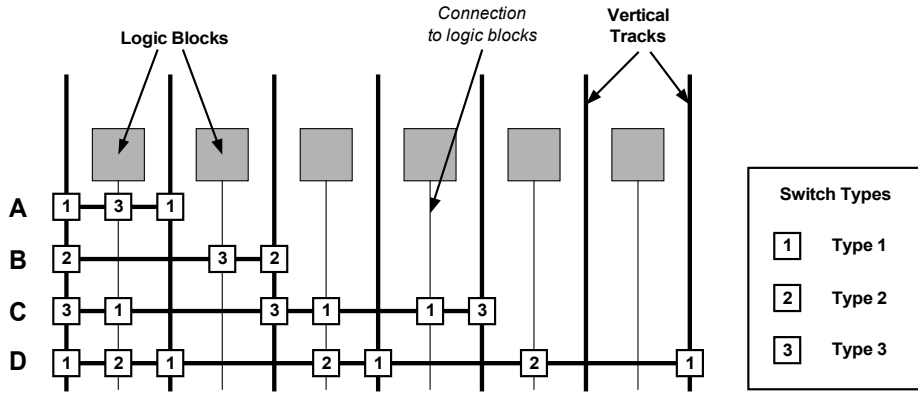 Connection
to logic blocks
Vertical
Tracks
Logic Blocks
A 1 3 1
B 2 3 2
C 3 1 3 1 1 3
D 1 2 1 2 1 2 1
Switch Types
1 Type 1
2 Type 2
3 Type 3